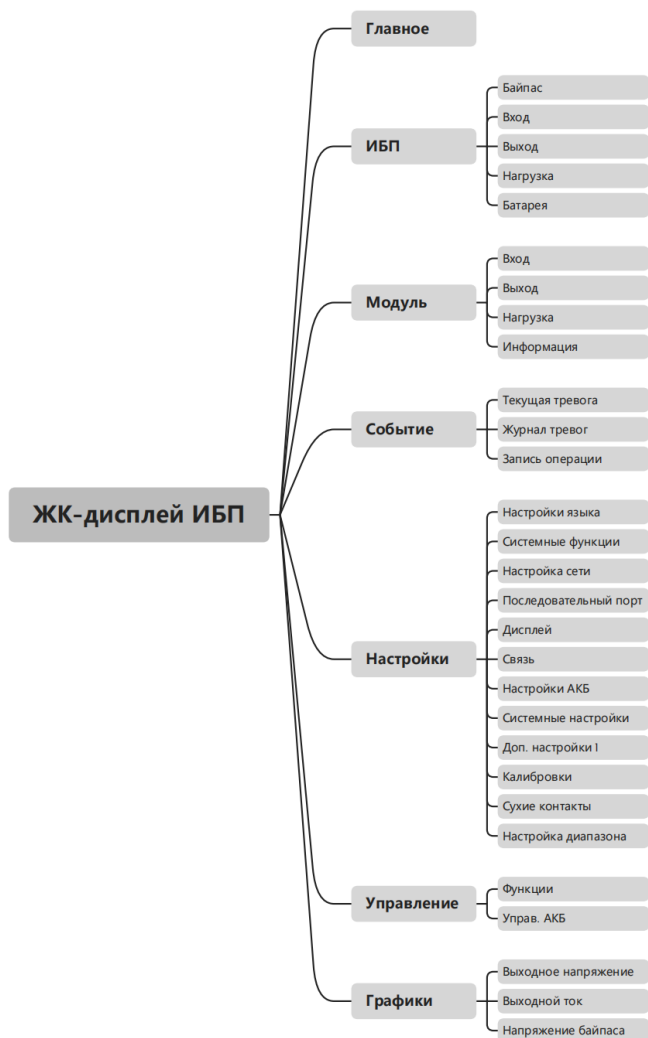 ЖК-дисплей ИБП
Главное
ИБП
Байпас
Вход
Выход
Нагрузка
Батарея
Модуль
Вход
Выход
Нагрузка
Информация
Событие
Текущая тревога
Журнал тревог
Запись операции
Настройки
Настройки языка
Системные функции
Настройка сети
Последовательный порт
Дисплей
Связь
Настройки АКБ
Системные настройки
Доп. настройки 1
Калибровки
Сухие контакты
Настройка диапазона
Управление
Функции
Управ. АКБ
Графики
Выходное напряжение
Выходной ток
Напряжение байпаса